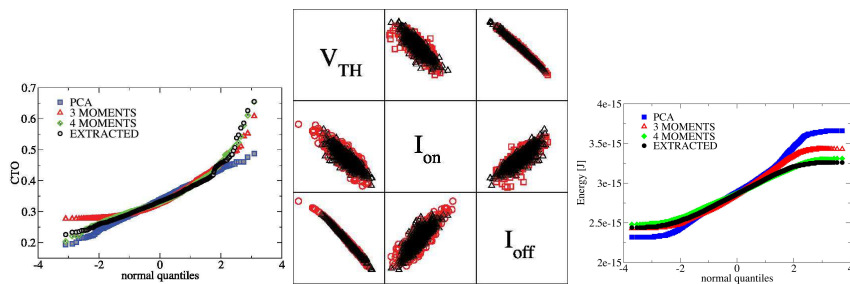 0.7
0.6
0.5
0.4
0.3
0.2
CTO
PCA
3 MOMENTS
4 MOMENTS
EXTRACTED
-4 -2 0 2 4
normal quantiles
V_TH
I_on
I_off
4e-15
3.5e-15
3e-15
2.5e-15
2e-15
Energy [J]
PCA
3 MOMENTS
4 MOMENTS
EXTRACTED
-4 -2 0 2 4
normal quantiles